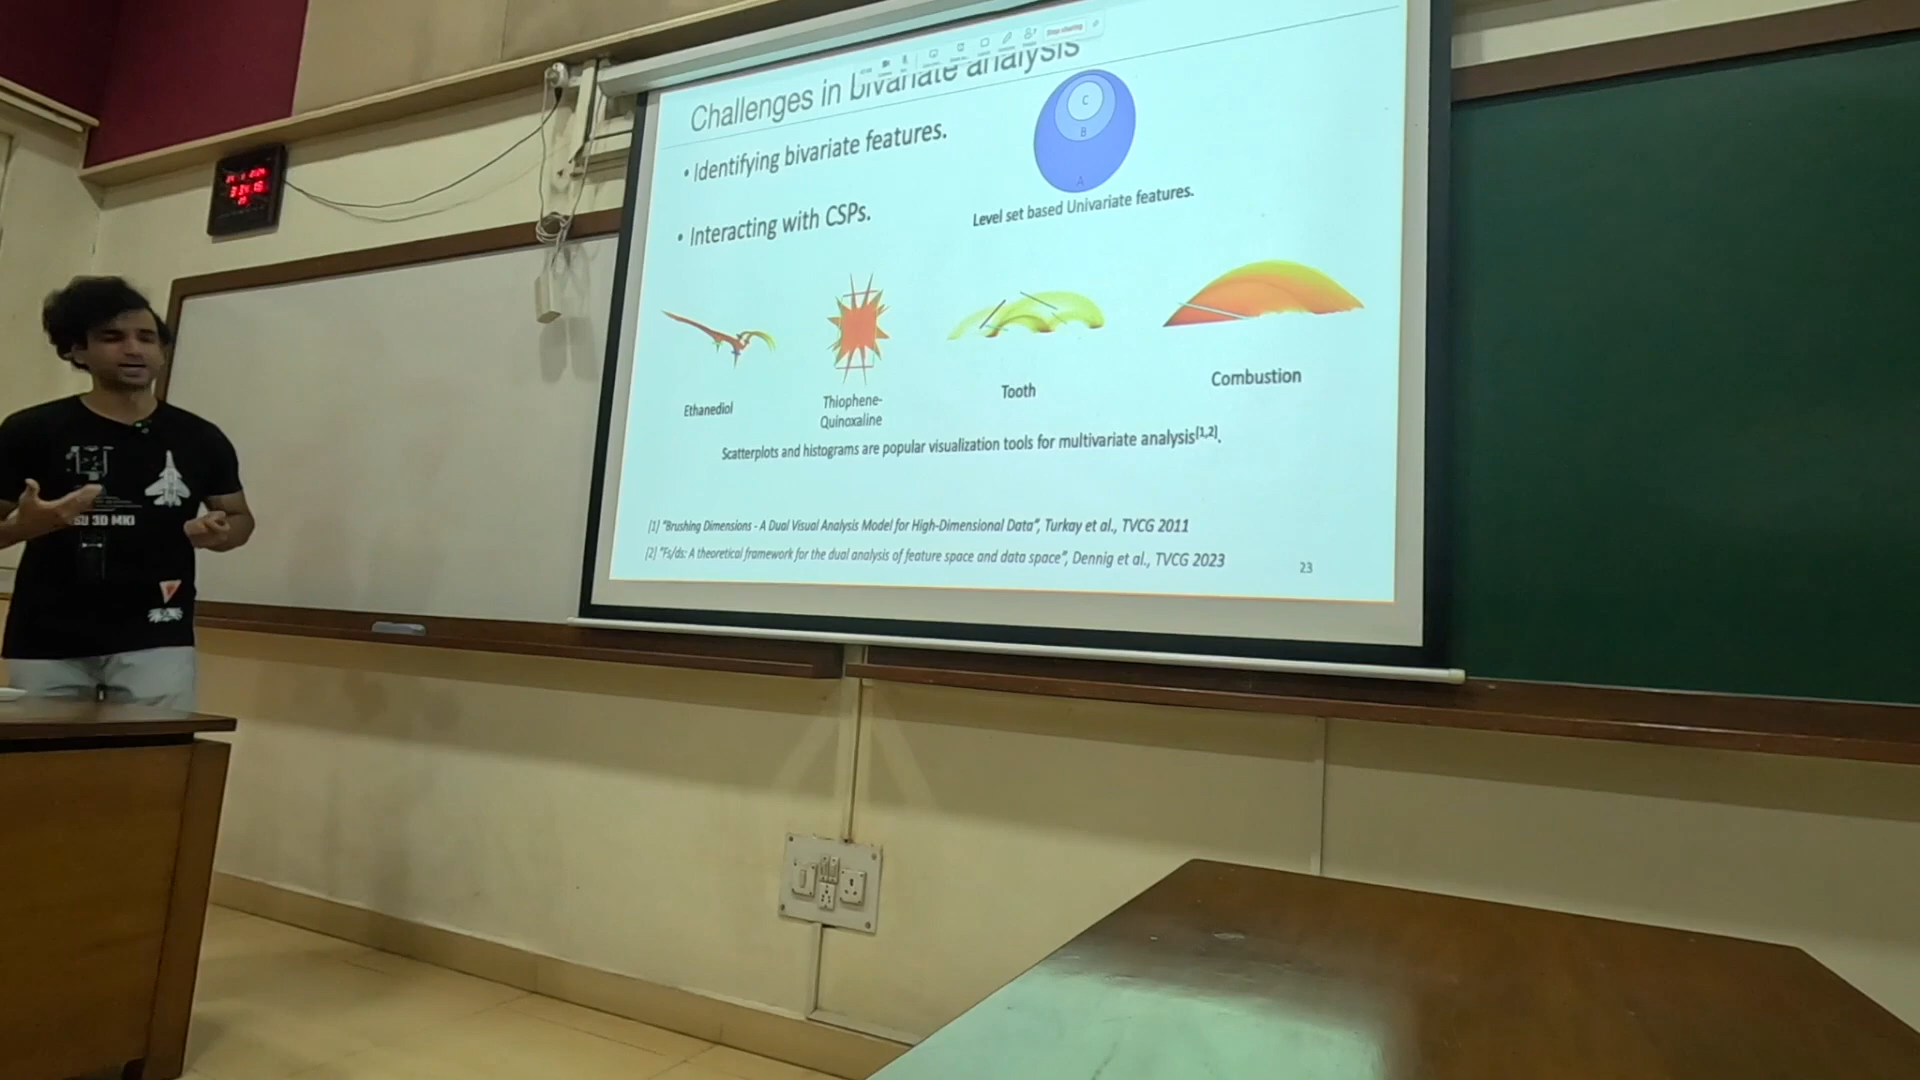 Stop sharing
Challenges in bivariate analysis
• Identifying bivariate features.
• Interacting with CSPs.
C
B
A
Level set based Univariate features.
Ethanediol
Thiophene-
Quinoxaline
Tooth
Combustion
Scatterplots and histograms are popular visualization tools for multivariate analysis[1,2].
[1] "Brushing Dimensions - A Dual Visual Analysis Model for High-Dimensional Data", Turkay et al., TVCG 2011
[2] "Fs/ds: A theoretical framework for the dual analysis of feature space and data space", Dennig et al., TVCG 2023
23
SU 30 MKI